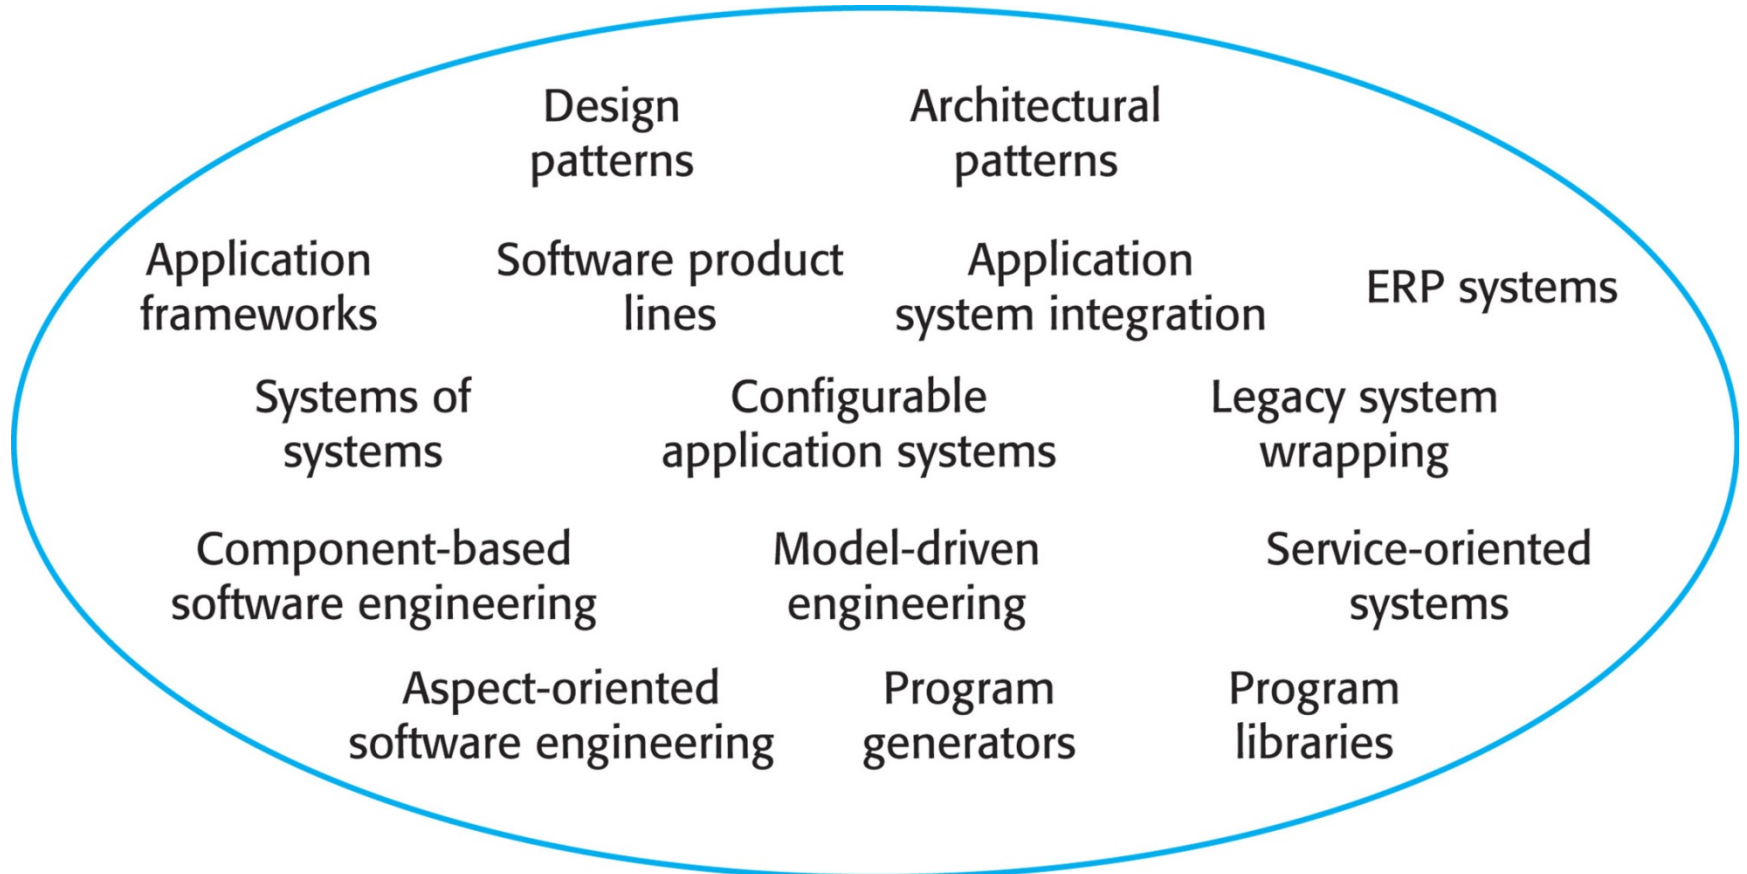 Design
patterns
Architectural
patterns
Application
frameworks
Software product
lines
Application
system integration
ERP systems
Systems of
systems
Configurable
application systems
Legacy system
wrapping
Component-based
software engineering
Model-driven
engineering
Service-oriented
systems
Aspect-oriented
software engineering
Program
generators
Program
libraries